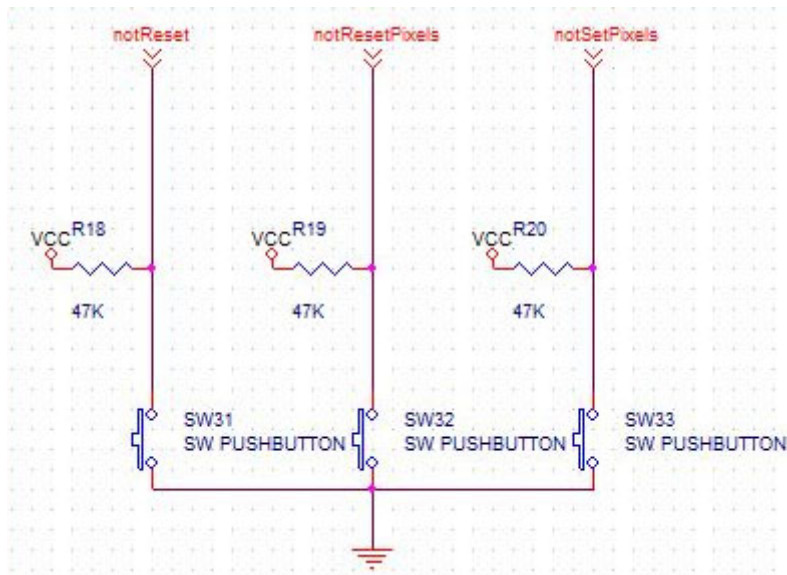 notReset
notResetPixels
notSetPixels
VCC
R18
VCC
R19
VCC
R20
47K
47K
47K
SW31
SW PUSHBUTTON
SW32
SW PUSHBUTTON
SW33
SW PUSHBUTTON